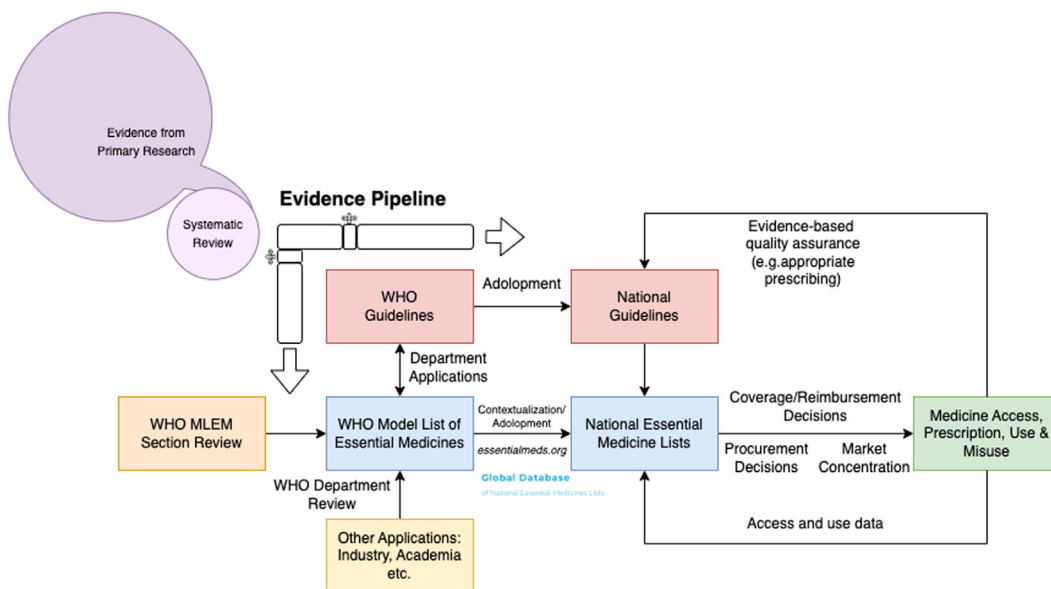 Evidence from
Primary Research
Systematic
Review
Evidence Pipeline
Evidence-based
quality assurance
(e.g.appropriate
prescribing)
WHO
Guidelines
Adolopment
National
Guidelines
Department
Applications
WHO MLEM
Section Review
WHO Model List of
Essential Medicines
Contextualization/
Adolopment
essentialmeds.org
Global Database
of National Essential Medicines Lists
National Essential
Medicine Lists
Coverage/Reimbursement
Decisions
Procurement
Decisions
Market
Concentration
Medicine Access,
Prescription, Use &
Misuse
WHO Department
Review
Other Applications:
Industry, Academia
etc.
Access and use data